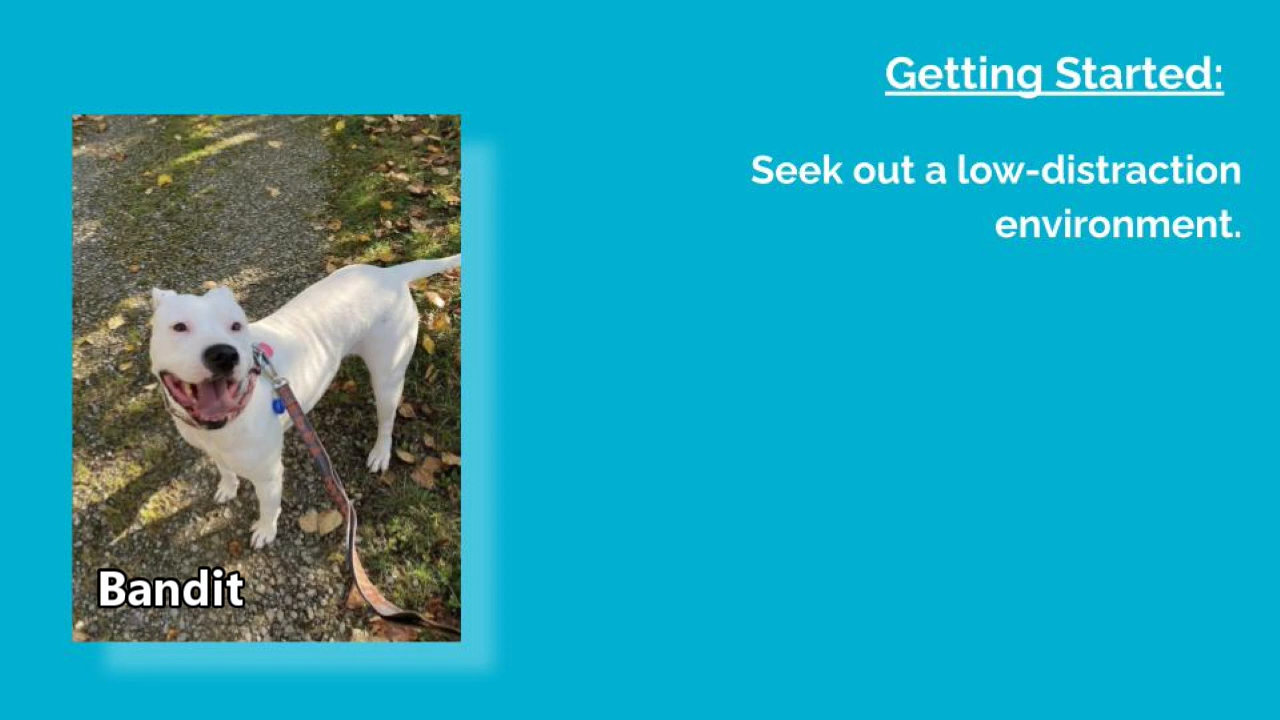 Getting Started:
Seek out a low-distraction
environment.
Bandit